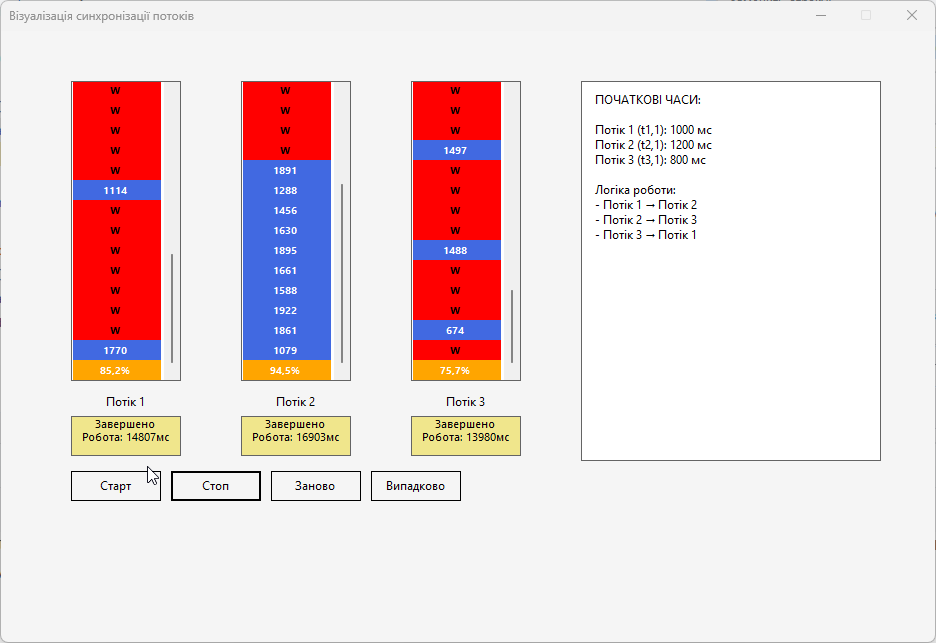 Візуалізація синхронізації потоків
W
W
W
W
W
1114
W
W
W
W
W
W
W
1770
85,2%
Потік 1
Завершено
Робота: 14807мс
W
W
W
W
1891
1288
1456
1630
1895
1661
1588
1922
1861
1079
94,5%
Потік 2
Завершено
Робота: 16903мс
W
W
W
1497
W
W
W
W
1488
W
W
W
674
W
75,7%
Потік 3
Завершено
Робота: 13980мс
ПОЧАТКОВІ ЧАСИ:
Потік 1 (t1,1): 1000 мс
Потік 2 (t2,1): 1200 мс
Потік 3 (t3,1): 800 мс
Логіка роботи:
- Потік 1 → Потік 2
- Потік 2 → Потік 3
- Потік 3 → Потік 1
Старт
Стоп
Заново
Випадково